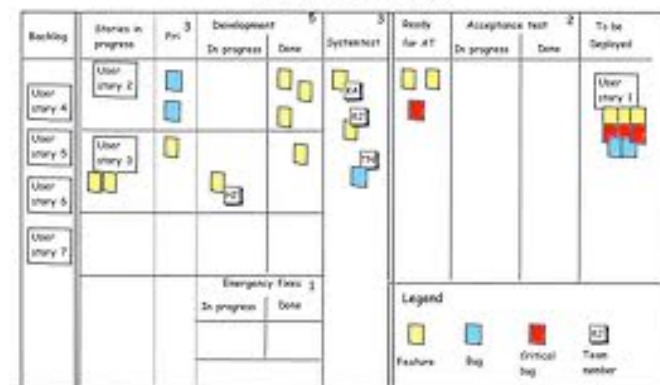 Backlog
Stories in
progress
Pri
3
Development
5
In progress
Done
System test
3
Ready
for AT
Acceptance test
2
In progress
Done
To be
Deployed
User
story 4
User
story 5
User
story 6
User
story 7
User
story 2
User
story 3
User
story 1
Emergency fixes
1
In progress
Done
Legend
Feature
Bug
Critical
bug
Team
member